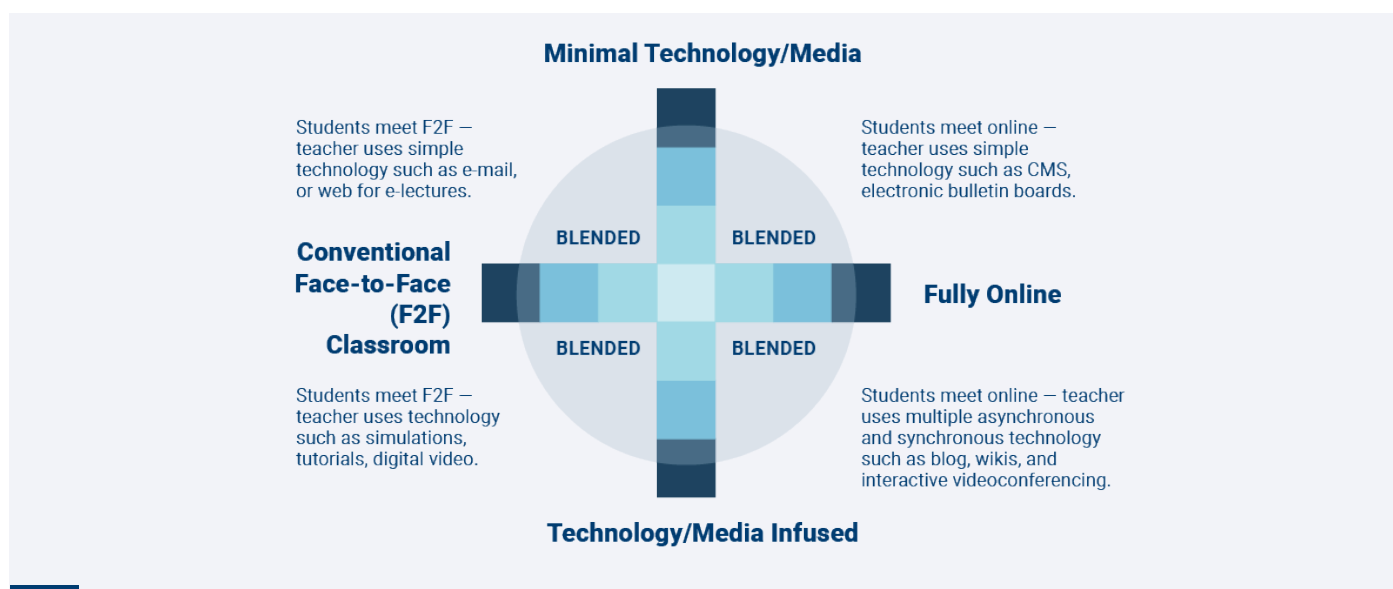 Minimal Technology/Media
Students meet F2F —
teacher uses simple
technology such as e-mail,
or web for e-lectures.
Students meet online —
teacher uses simple
technology such as CMS,
electronic bulletin boards.
BLENDED
BLENDED
Conventional
Face-to-Face
(F2F)
Classroom
Fully Online
BLENDED
BLENDED
Students meet F2F —
teacher uses technology
such as simulations,
tutorials, digital video.
Students meet online — teacher
uses multiple asynchronous
and synchronous technology
such as blog, wikis, and
interactive videoconferencing.
Technology/Media Infused